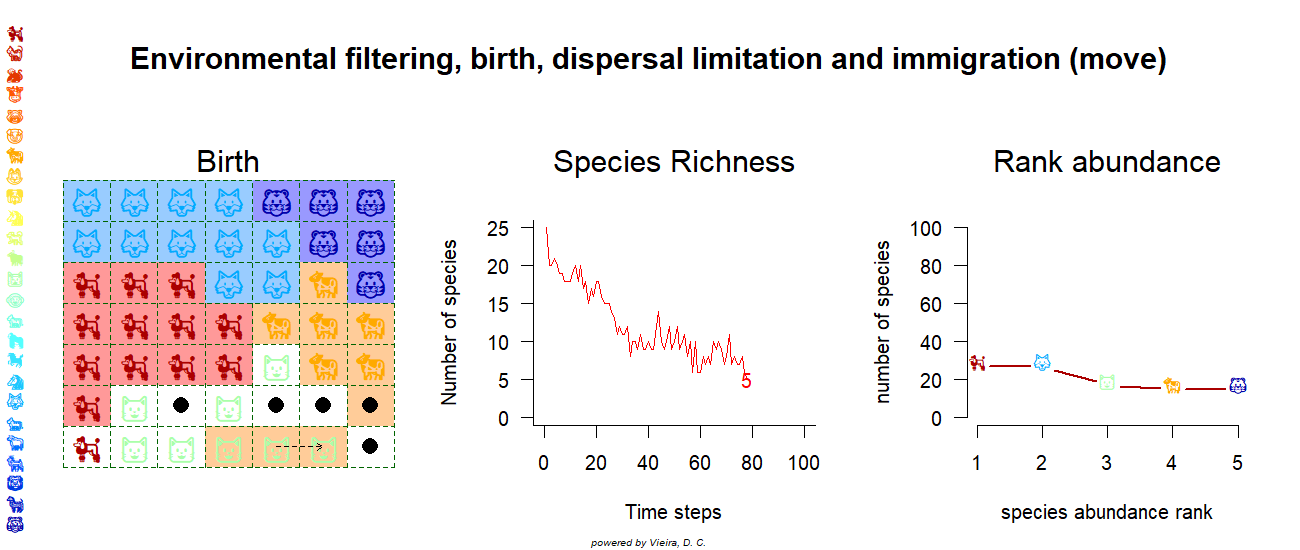 Environmental filtering, birth, dispersal limitation and immigration (move)
Birth
Species Richness
Number of species
25
20
15
10
5
0
5
0 20 40 60 80 100
Time steps
Rank abundance
number of species
100
80
60
40
20
0
1 2 3 4 5
species abundance rank
powered by Vieira, D. C.